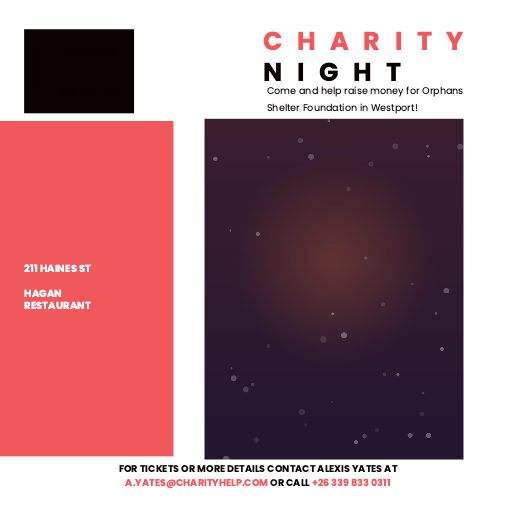 CHARITY
NIGHT
Come and help raise money for Orphans
Shelter Foundation in Westport!
211 HAINES ST
HAGAN
RESTAURANT
FOR TICKETS OR MORE DETAILS CONTACT ALEXIS YATES AT
A.YATES@CHARITYHELP.COM OR CALL +26 339 833 0311